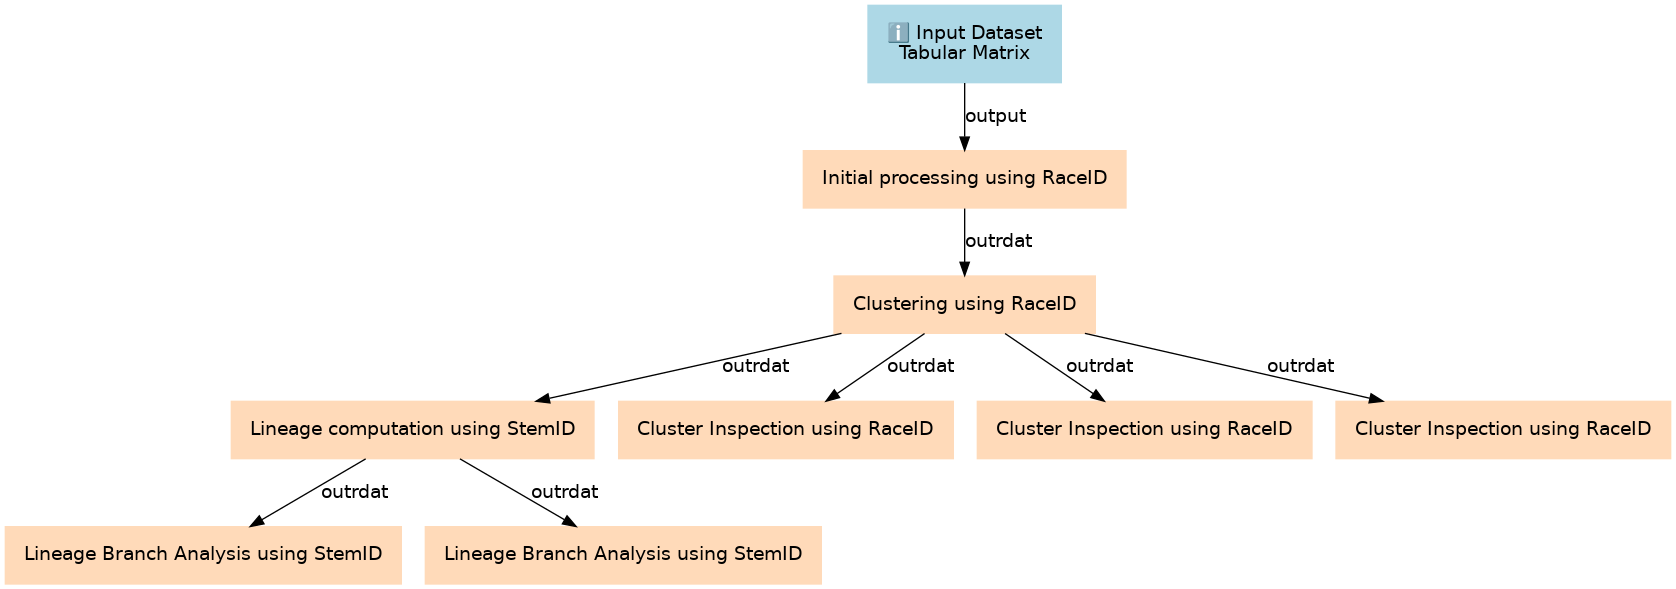 ℹ️ Input Dataset
Tabular Matrix
output
Initial processing using RaceID
outrdat
Clustering using RaceID
outrdat
outrdat
outrdat
outrdat
Lineage computation using StemID
Cluster Inspection using RaceID
Cluster Inspection using RaceID
Cluster Inspection using RaceID
outrdat
outrdat
Lineage Branch Analysis using StemID
Lineage Branch Analysis using StemID